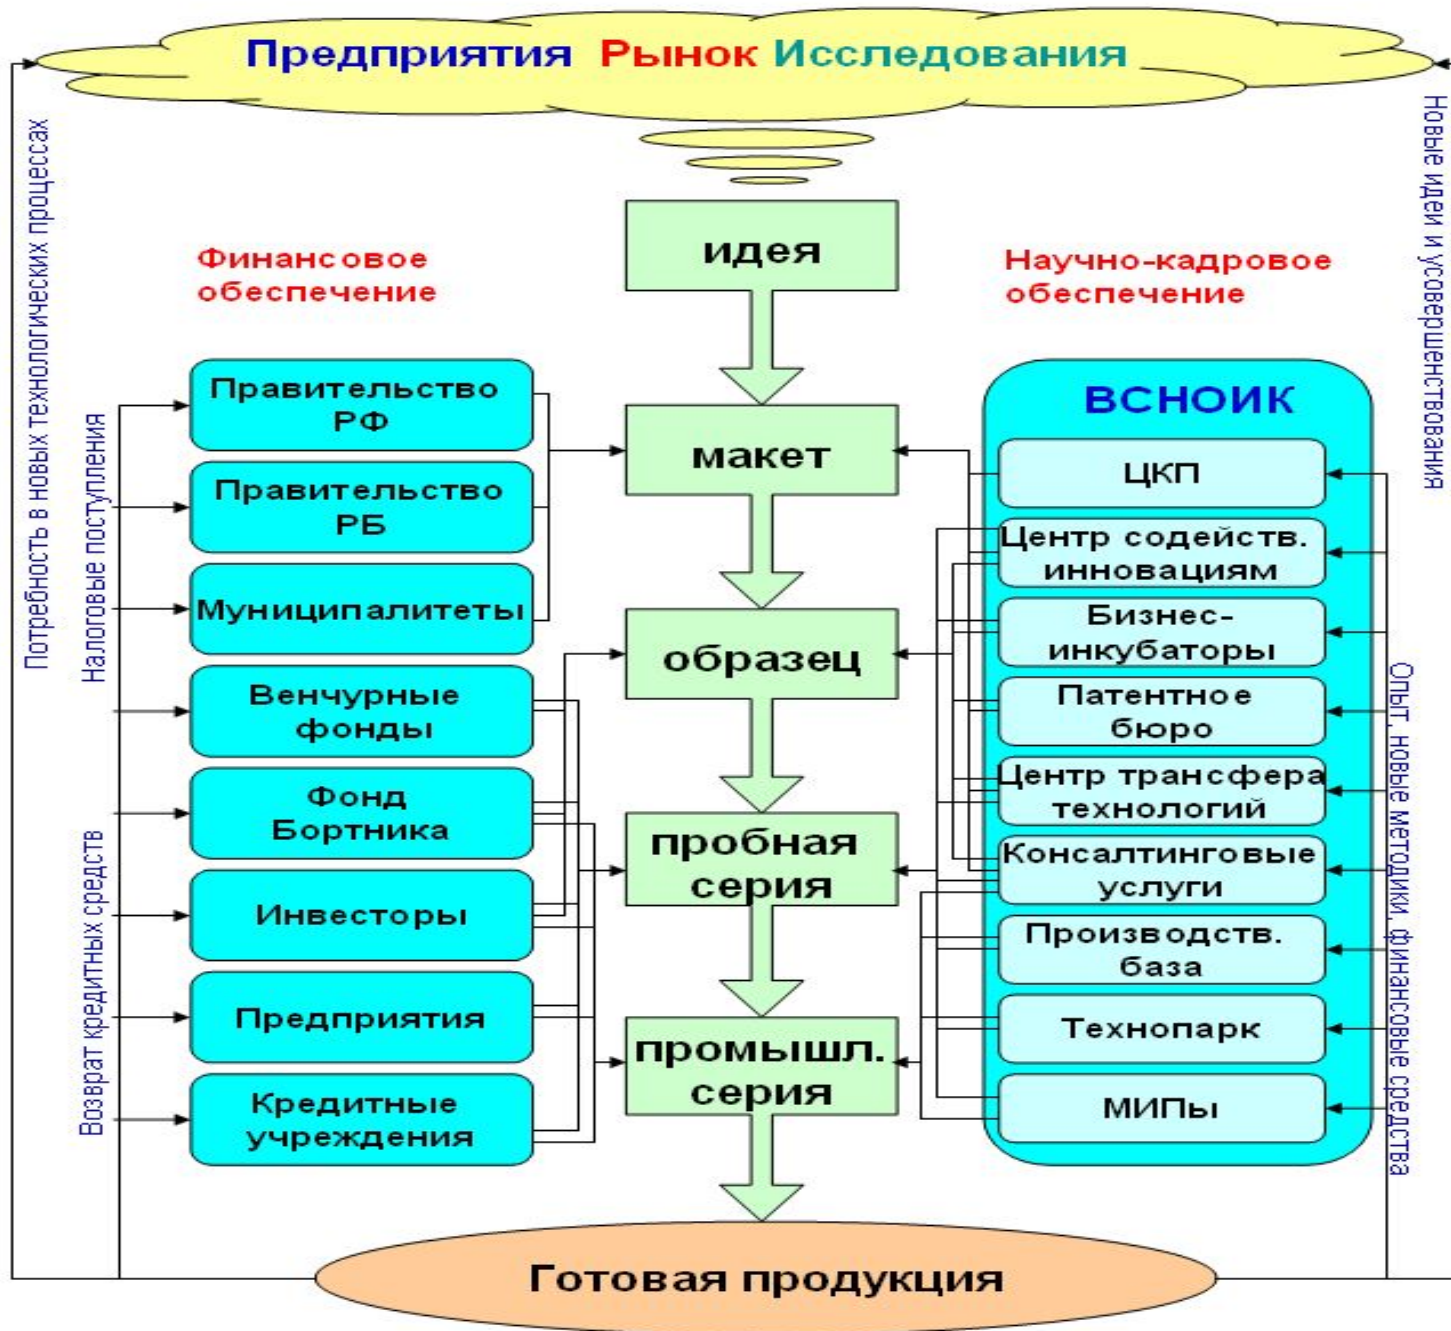 Предприятия Рынок Исследования
Потребность в новых технологических процессах
Налоговые поступления
Возврат кредитных средств
Финансовое
обеспечение
Правительство
РФ
Правительство
РБ
Муниципалитеты
Венчурные
фонды
Фонд
Бортника
Инвесторы
Предприятия
Кредитные
учреждения
идея
макет
образец
пробная
серия
промышл.
серия
Готовая продукция
Научно-кадровое
обеспечение
ВСНОИК
ЦКП
Центр содейств.
инновациям
Бизнес-
инкубаторы
Патентное
бюро
Центр трансфера
технологий
Консалтинговые
услуги
Производств.
база
Технопарк
МИПы
Новые идеи и усовершенствования
Опыт, новые методики, финансовые средства